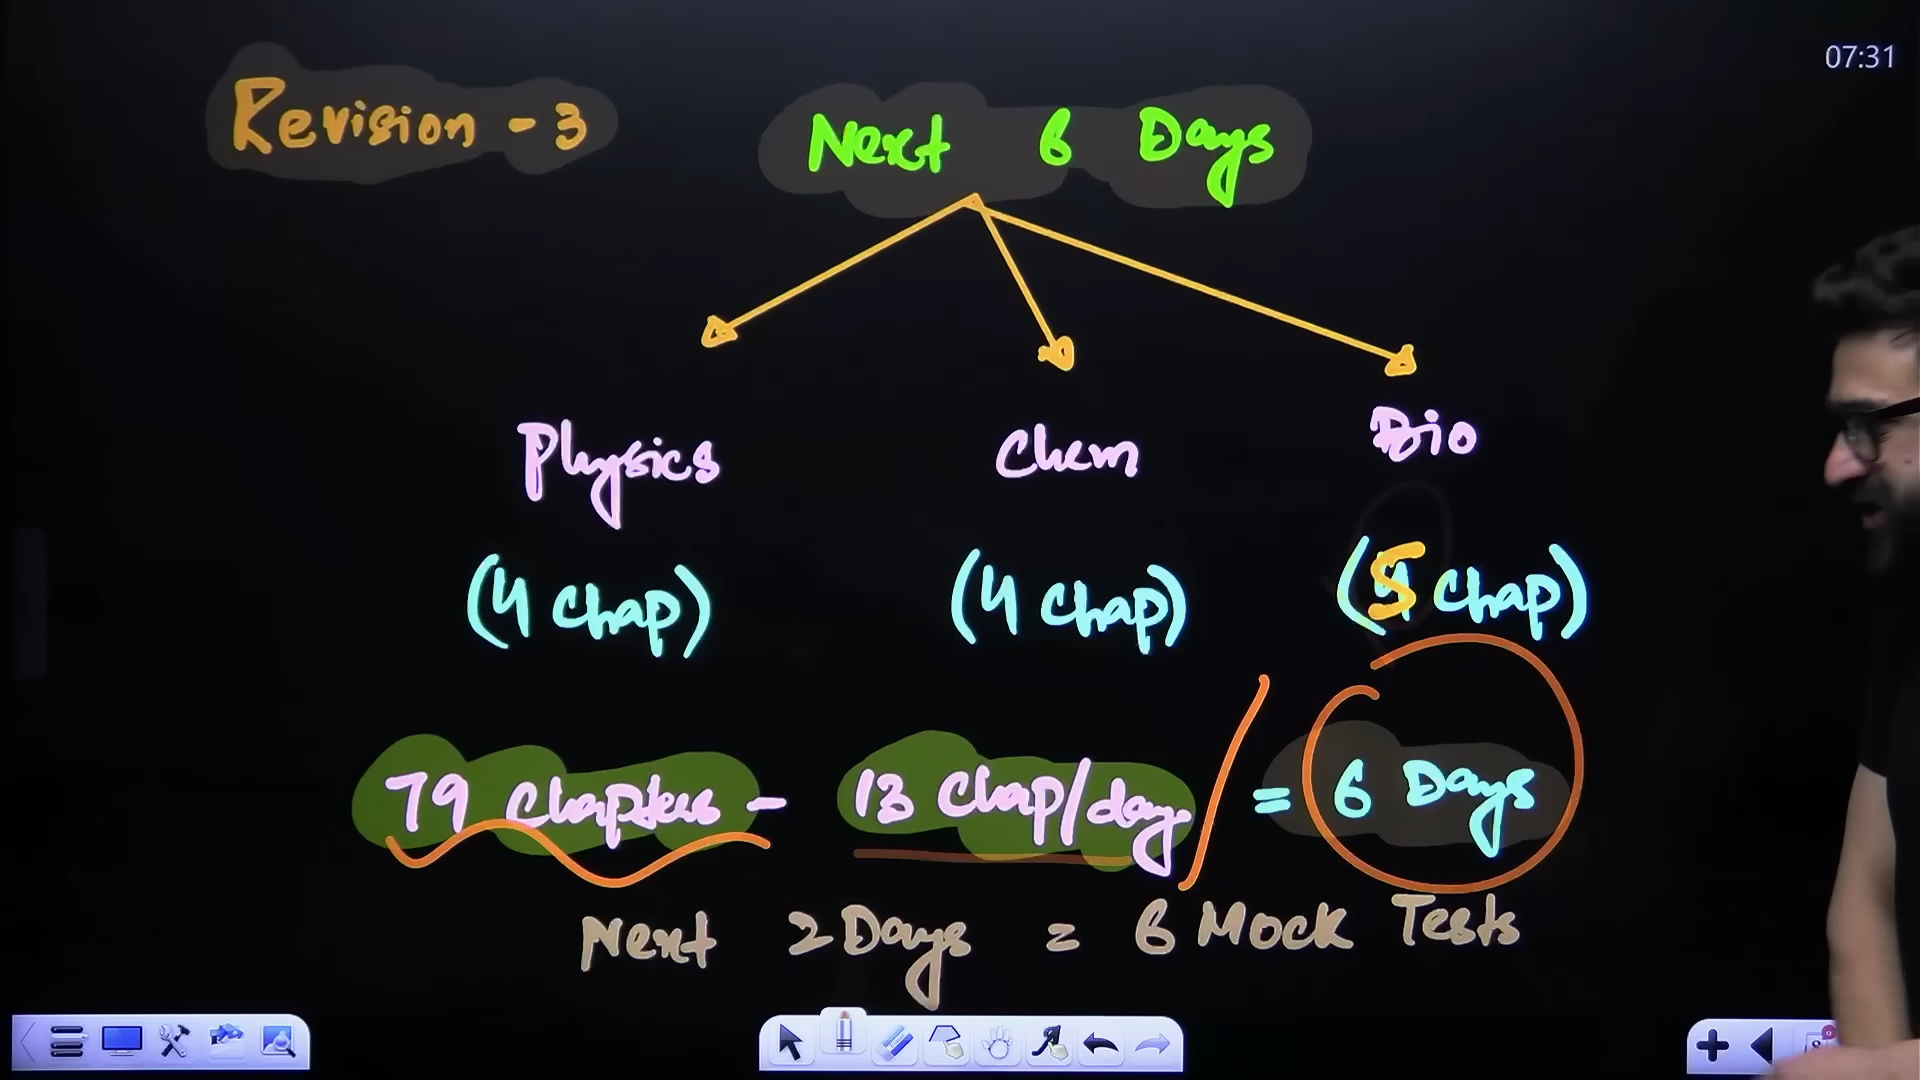 07:31
Revision - 3
Next 6 Days
Physics Chem Bio
(4 Chap) (4 Chap) (5 Chap)
79 Chapters - 13 Chap/day = 6 Days
Next 2 Days = 6 Mock Tests